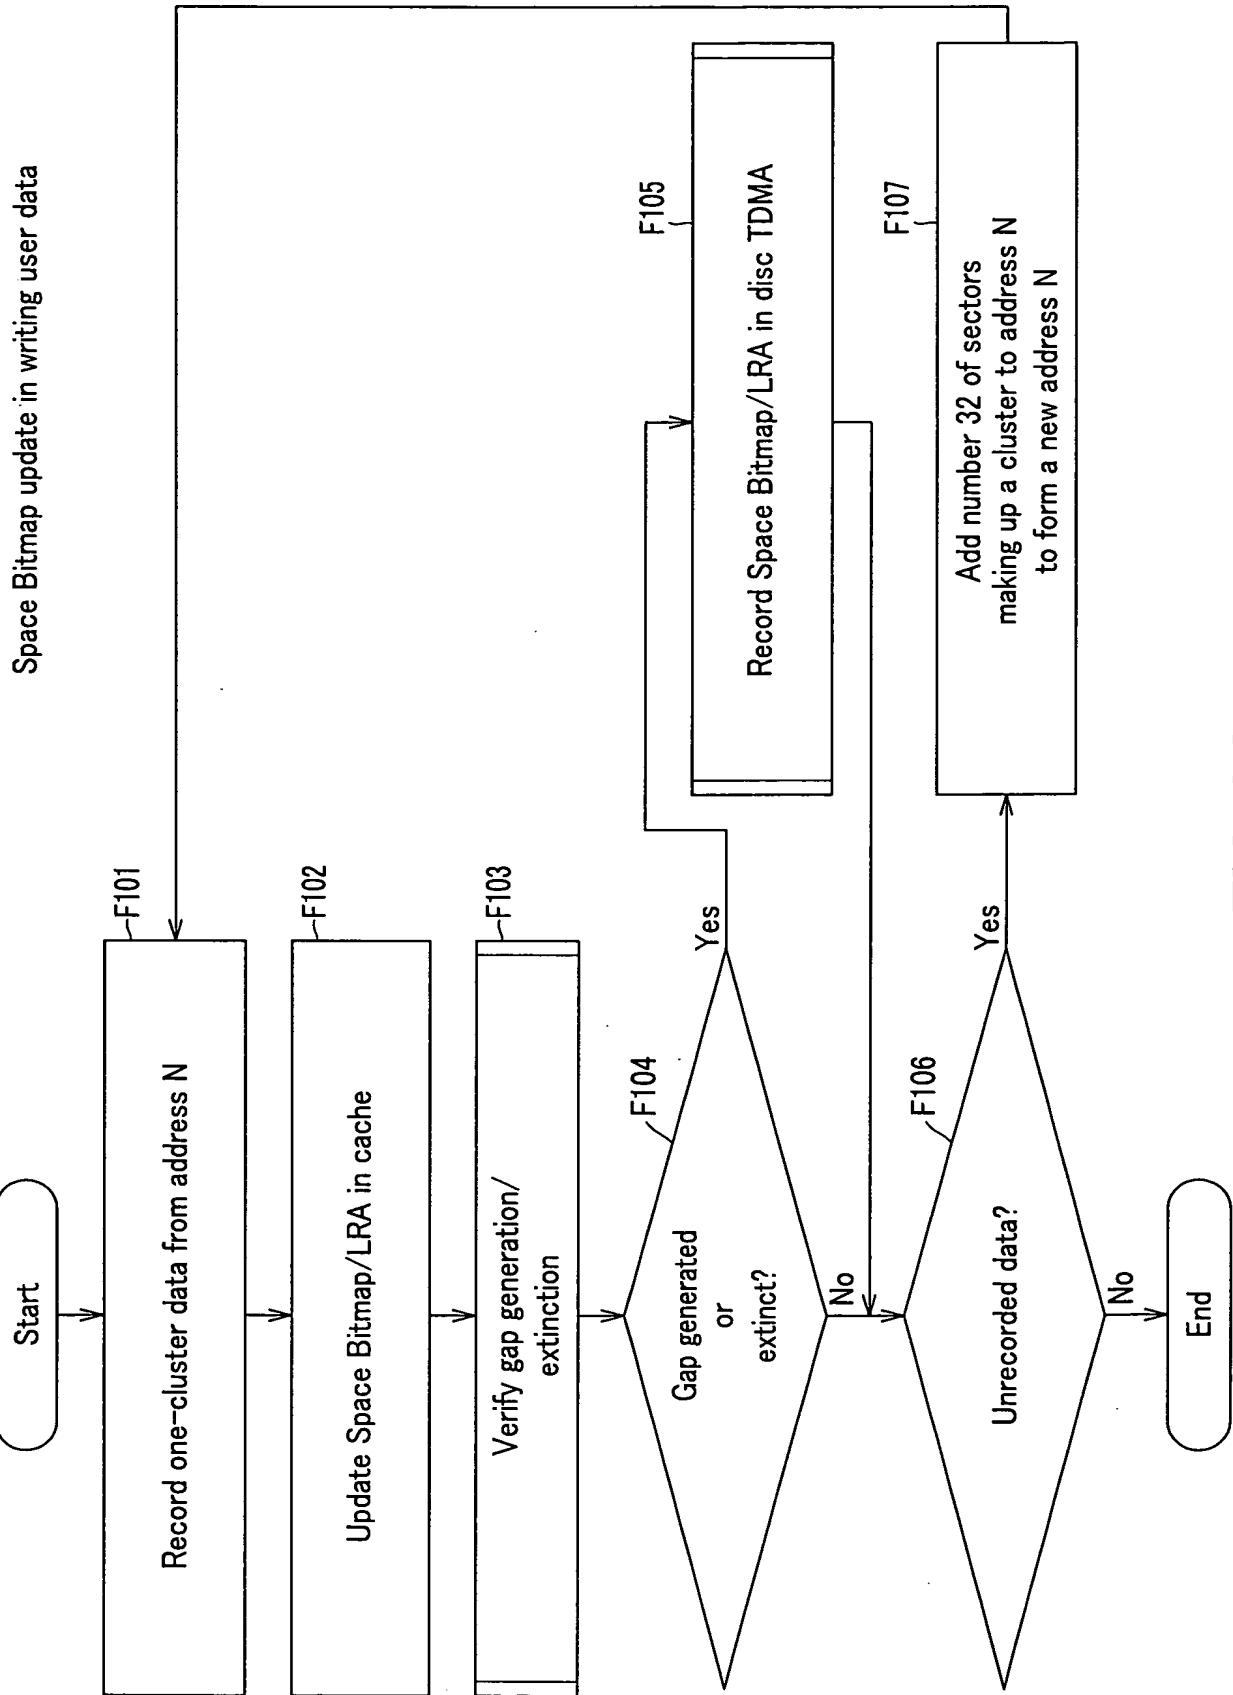 Space Bitmap update in writing user data
Start
F101
Record one-cluster data from address N
F102
Update Space Bitmap/LRA in cache
F103
Verify gap generation/
extinction
F104
Gap generated
or
extinct?
Yes
No
F105
Record Space Bitmap/LRA in disc TDMA
F106
Unrecorded data?
Yes
No
F107
Add number 32 of sectors
making up a cluster to address N
to form a new address N
End